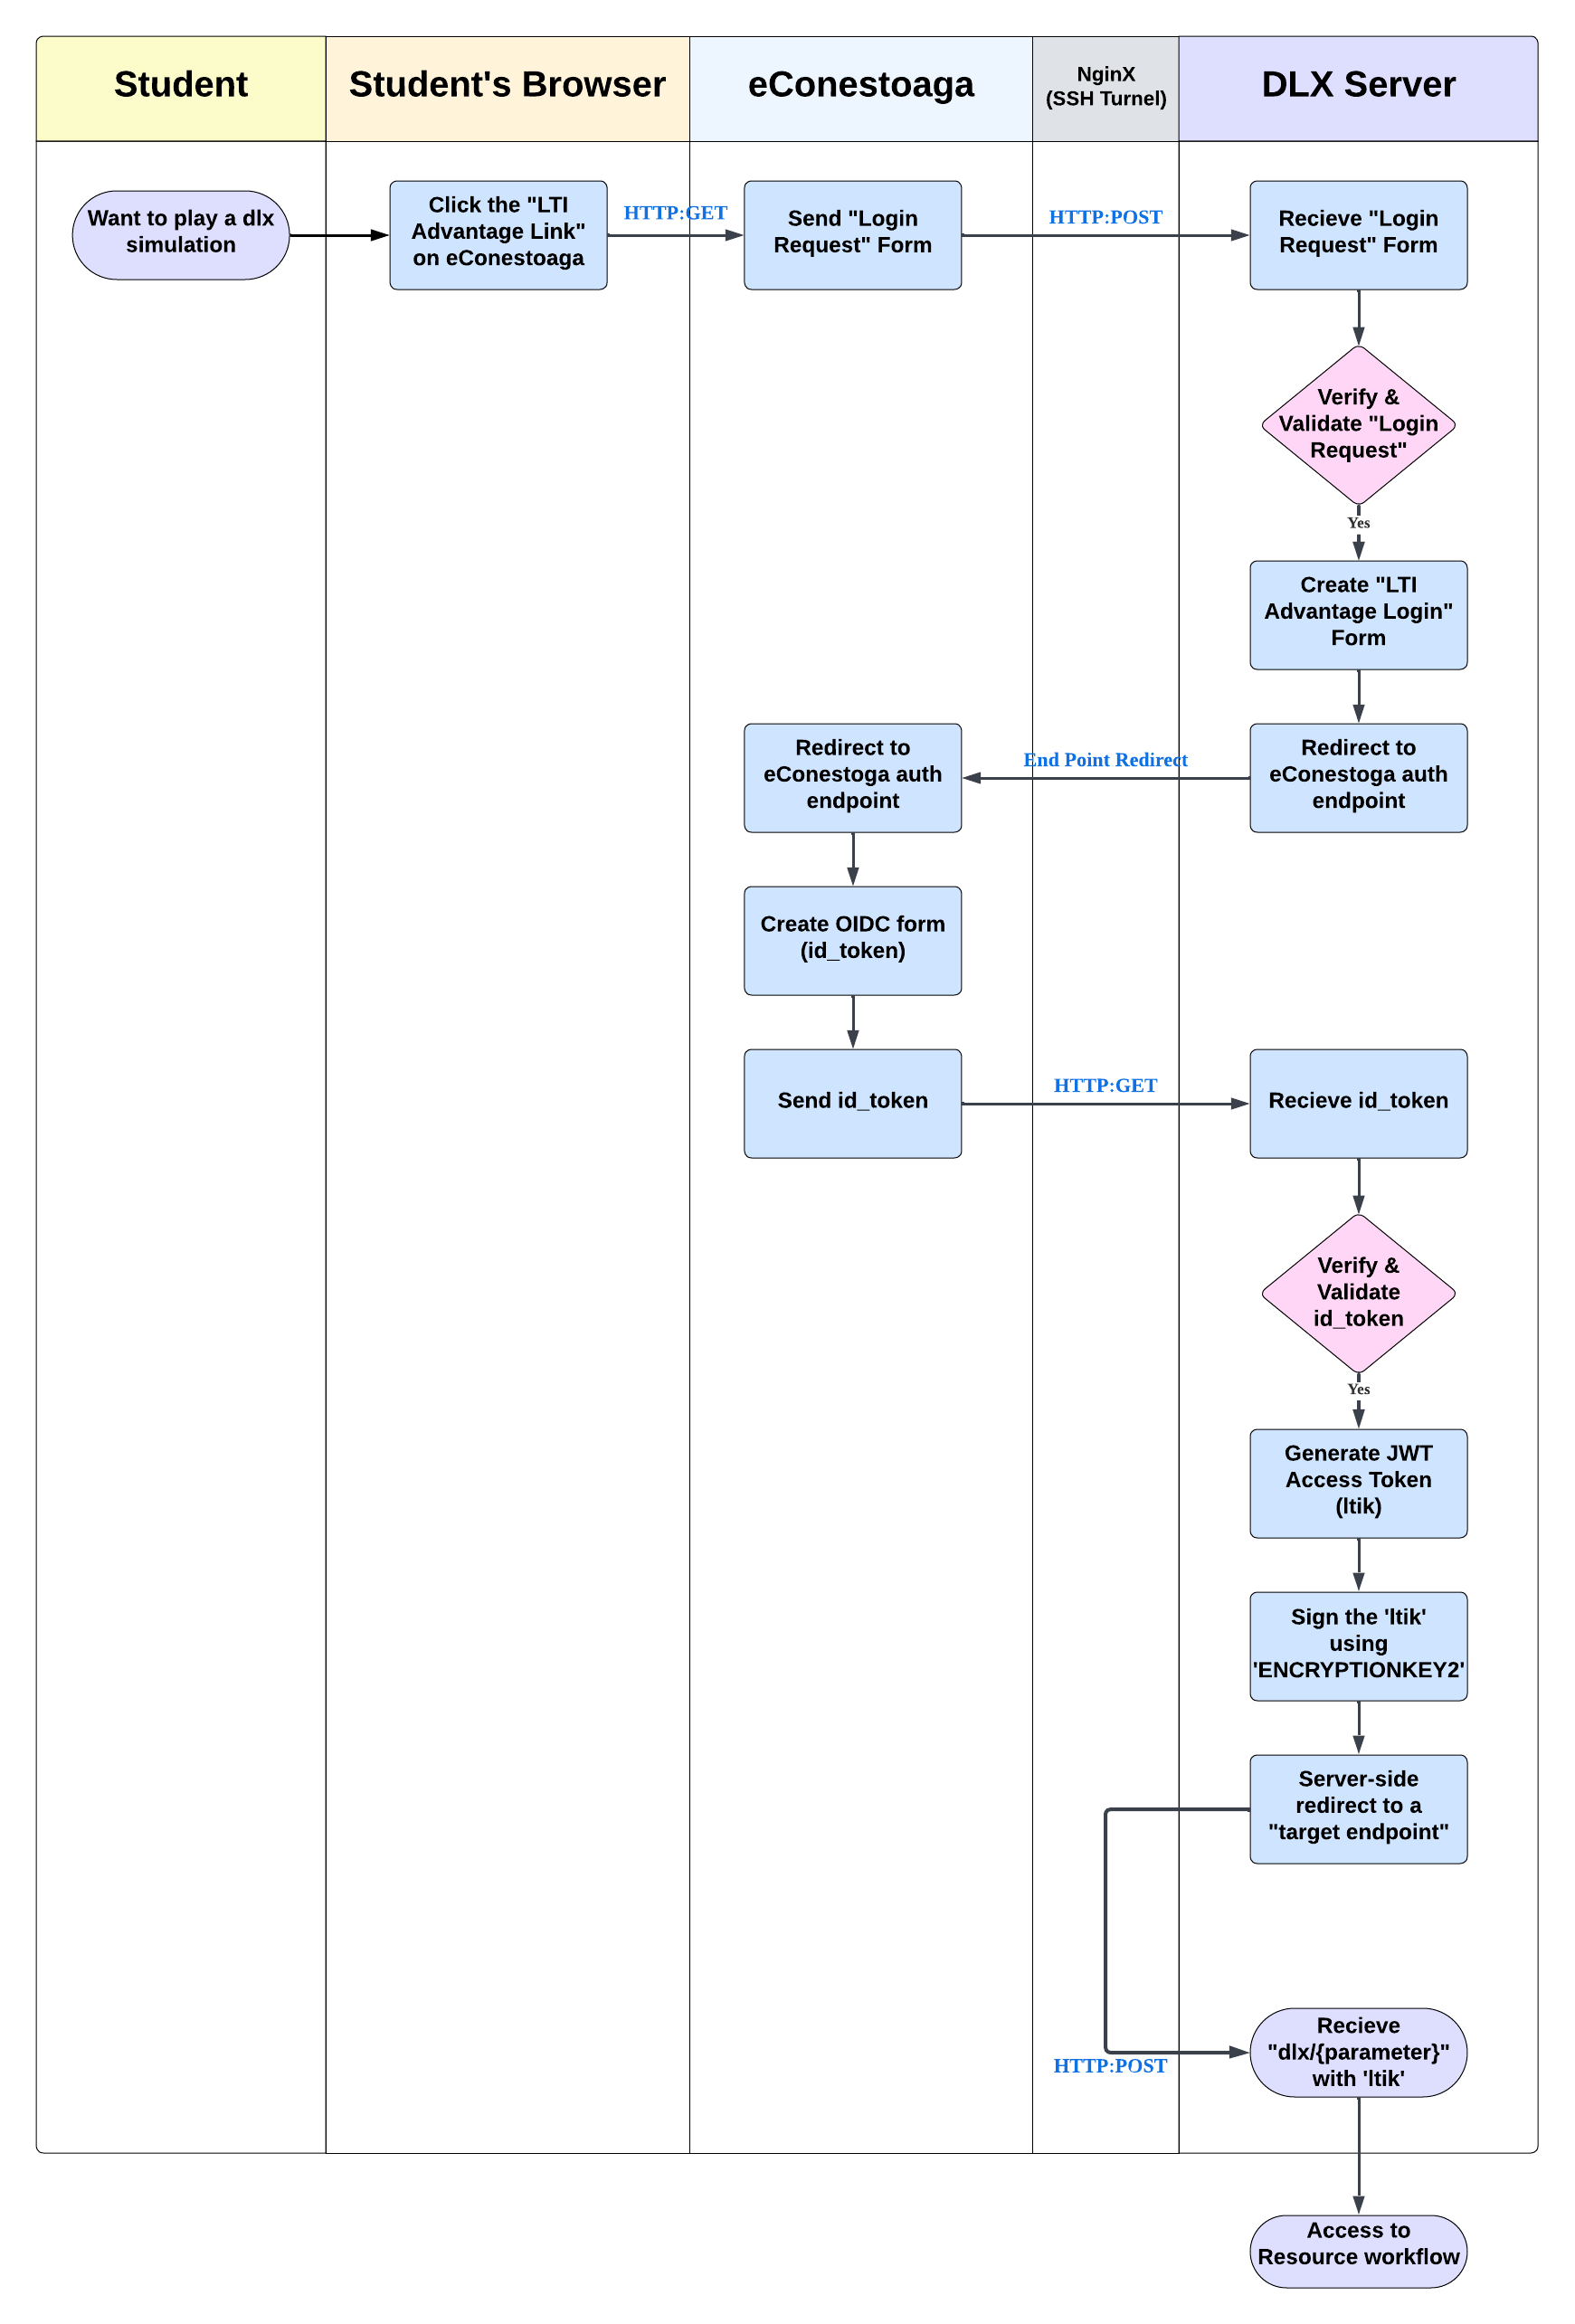 Student
Student's Browser
eConestoaga
NginX
(SSH Turnel)
DLX Server
Want to play a dlx
simulation
Click the "LTI
Advantage Link"
on eConestoaga
HTTP:GET
Send "Login
Request" Form
HTTP:POST
Recieve "Login
Request" Form
Verify &
Validate "Login
Request"
Yes
Create "LTI
Advantage Login"
Form
Redirect to
eConestoga auth
endpoint
End Point Redirect
Redirect to
eConestoga auth
endpoint
Create OIDC form
(id_token)
Send id_token
HTTP:GET
Recieve id_token
Verify &
Validate
id_token
Yes
Generate JWT
Access Token
(ltik)
Sign the 'ltik'
using
'ENCRYPTIONKEY2'
Server-side
redirect to a
"target endpoint"
HTTP:POST
Recieve
"dlx/{parameter}"
with 'ltik'
Access to
Resource workflow